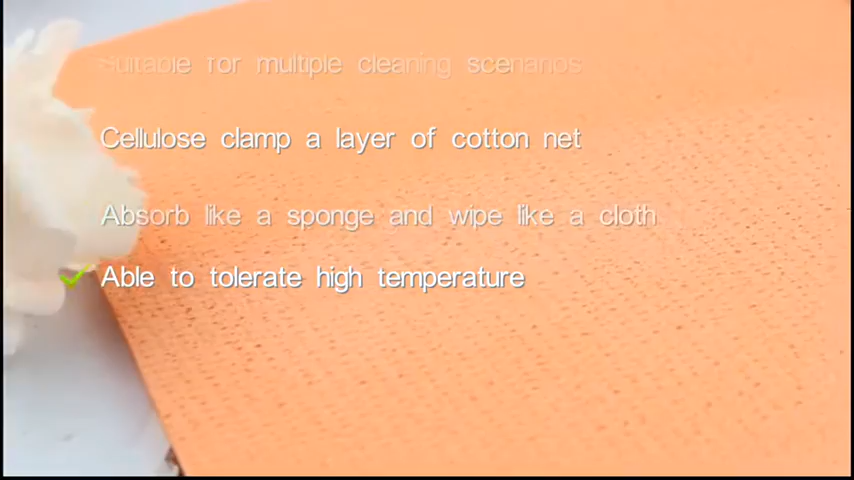 Suitable for multiple cleaning scenarios
Cellulose clamp a layer of cotton net
Absorb like a sponge and wipe like a cloth
Able to tolerate high temperature